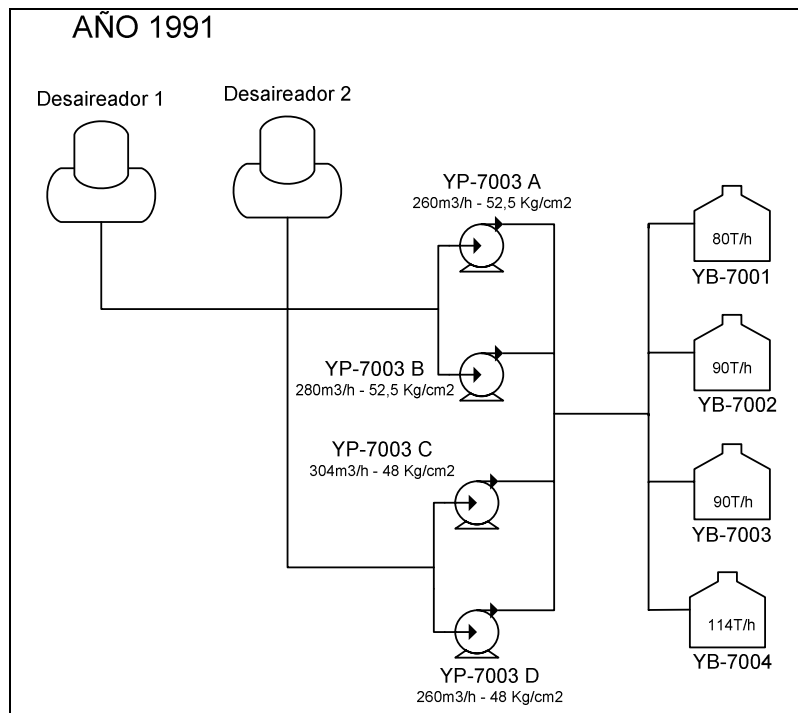 AÑO 1991
Desaireador 1
Desaireador 2
YP-7003 A
260m3/h - 52,5 Kg/cm2
80T/h
YB-7001
YP-7003 B
280m3/h - 52,5 Kg/cm2
90T/h
YB-7002
YP-7003 C
304m3/h - 48 Kg/cm2
90T/h
YB-7003
114T/h
YB-7004
YP-7003 D
260m3/h - 48 Kg/cm2